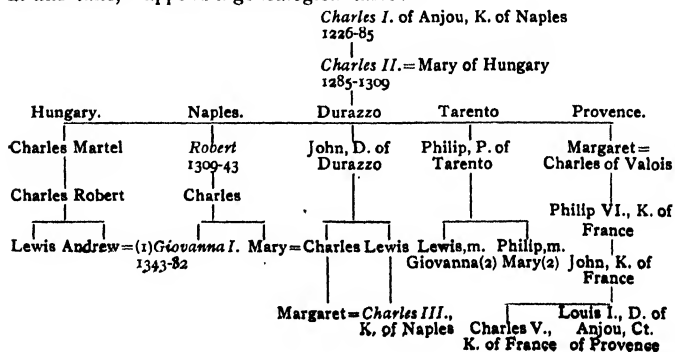 Charles I. of Anjou, K. of Naples
1226-85
Charles II.=Mary of Hungary
1285-1309
Hungary. Naples. Durazzo Tarento Provence.
Charles Martel Robert John, D. of Philip, P. of Margaret=
1309-43 Durazzo Tarento Charles of Valois
Charles Robert Charles
Philip VI., K. of
France
Lewis Andrew=(1)Giovanna I. Mary=Charles Lewis Lewis,m. Philip,m.
1343-82 Giovanna(2) Mary(2) John, K. of
France
Margaret=Charles III., Louis I., D. of
K. of Naples Charles V., Anjou, Ct.
K. of France of Provence